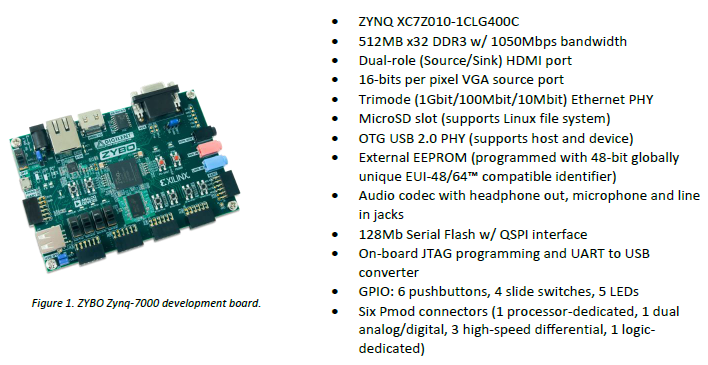 DIGILENT
ZYBO
XILINX
Figure 1. ZYBO Zynq-7000 development board.
• ZYNQ XC7Z010-1CLG400C
• 512MB x32 DDR3 w/ 1050Mbps bandwidth
• Dual-role (Source/Sink) HDMI port
• 16-bits per pixel VGA source port
• Trimode (1Gbit/100Mbit/10Mbit) Ethernet PHY
• MicroSD slot (supports Linux file system)
• OTG USB 2.0 PHY (supports host and device)
• External EEPROM (programmed with 48-bit globally
unique EUI-48/64™ compatible identifier)
• Audio codec with headphone out, microphone and line
in jacks
• 128Mb Serial Flash w/ QSPI interface
• On-board JTAG programming and UART to USB
converter
• GPIO: 6 pushbuttons, 4 slide switches, 5 LEDs
• Six Pmod connectors (1 processor-dedicated, 1 dual
analog/digital, 3 high-speed differential, 1 logic-
dedicated)